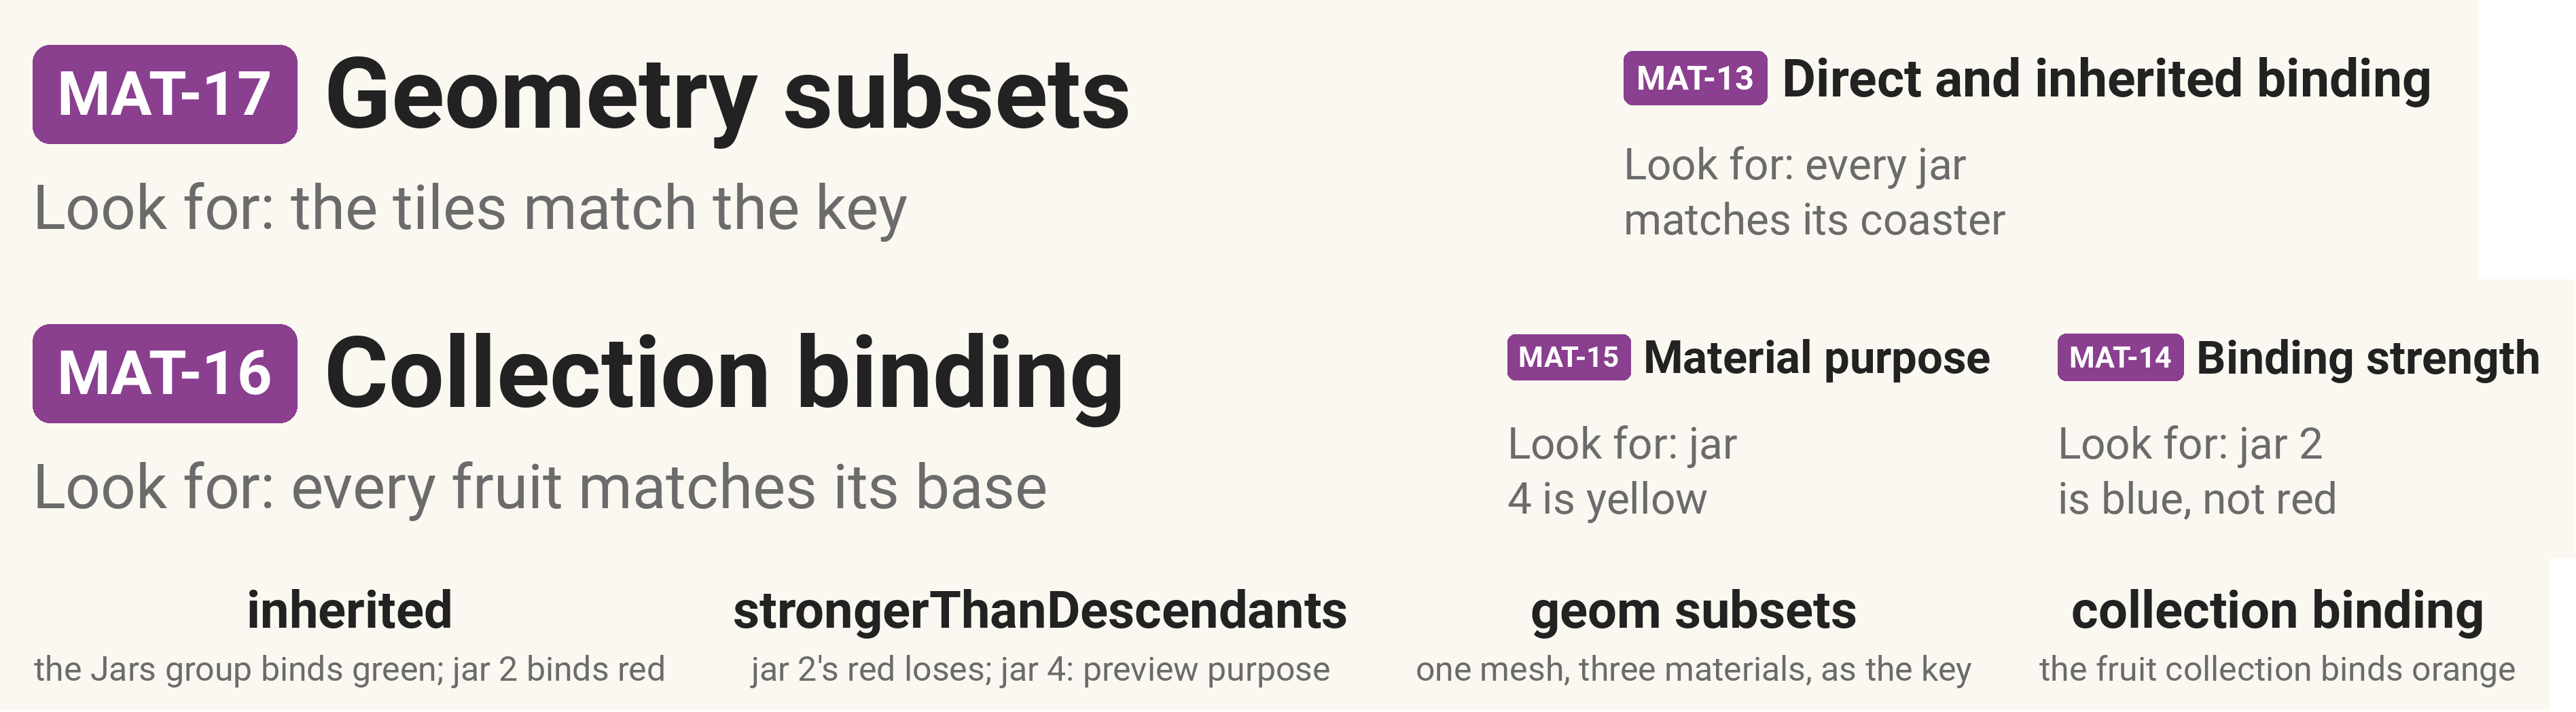 MAT-17 Geometry subsets
Look for: the tiles match the key
MAT-13 Direct and inherited binding
Look for: every jar
matches its coaster
MAT-16 Collection binding
Look for: every fruit matches its base
MAT-15 Material purpose
Look for: jar
4 is yellow
MAT-14 Binding strength
Look for: jar 2
is blue, not red
inherited
the Jars group binds green; jar 2 binds red
strongerThanDescendants
jar 2's red loses; jar 4: preview purpose
geom subsets
one mesh, three materials, as the key
collection binding
the fruit collection binds orange